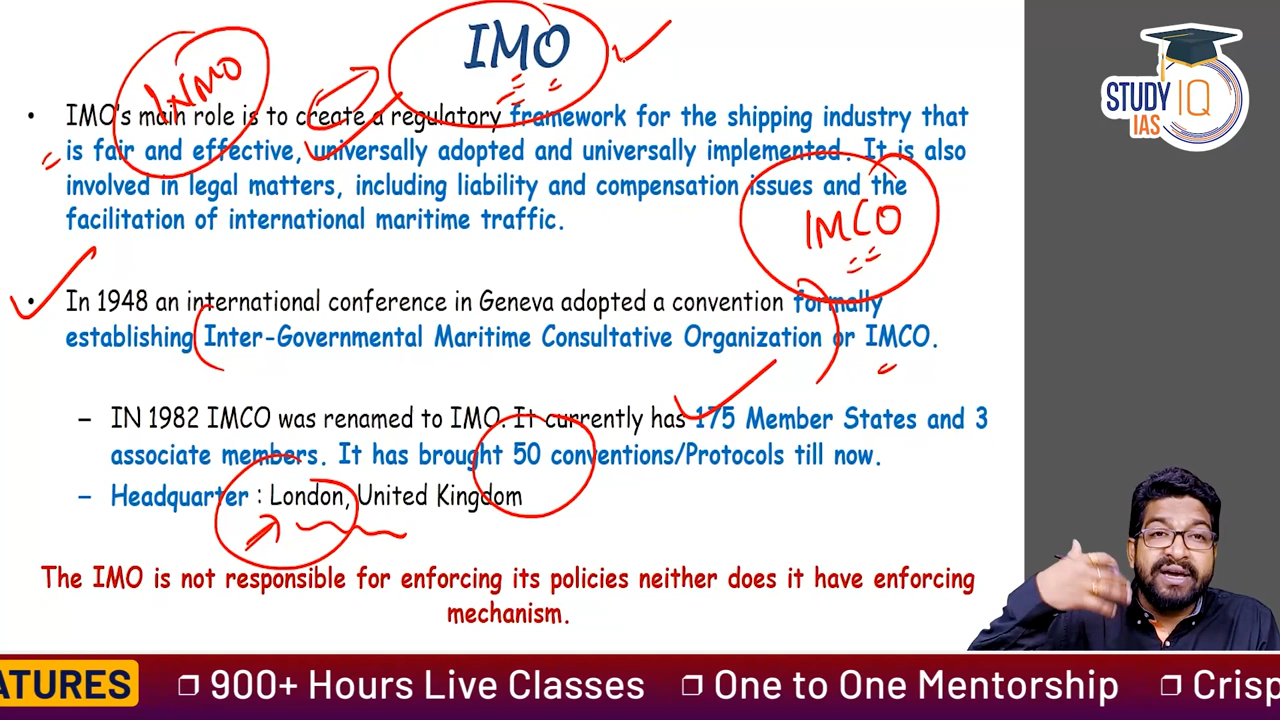 IMO
STUDY IQ
IAS
INMO
• IMO's main role is to create a regulatory framework for the shipping industry that
is fair and effective, universally adopted and universally implemented. It is also
involved in legal matters, including liability and compensation issues and the
facilitation of international maritime traffic.
IMCO
• In 1948 an international conference in Geneva adopted a convention formally
establishing Inter-Governmental Maritime Consultative Organization or IMCO.
– IN 1982 IMCO was renamed to IMO. It currently has 175 Member States and 3
associate members. It has brought 50 conventions/Protocols till now.
– Headquarter : London, United Kingdom
The IMO is not responsible for enforcing its policies neither does it have enforcing
mechanism.
ATURES ❒ 900+ Hours Live Classes ❒ One to One Mentorship ❒ Crisp